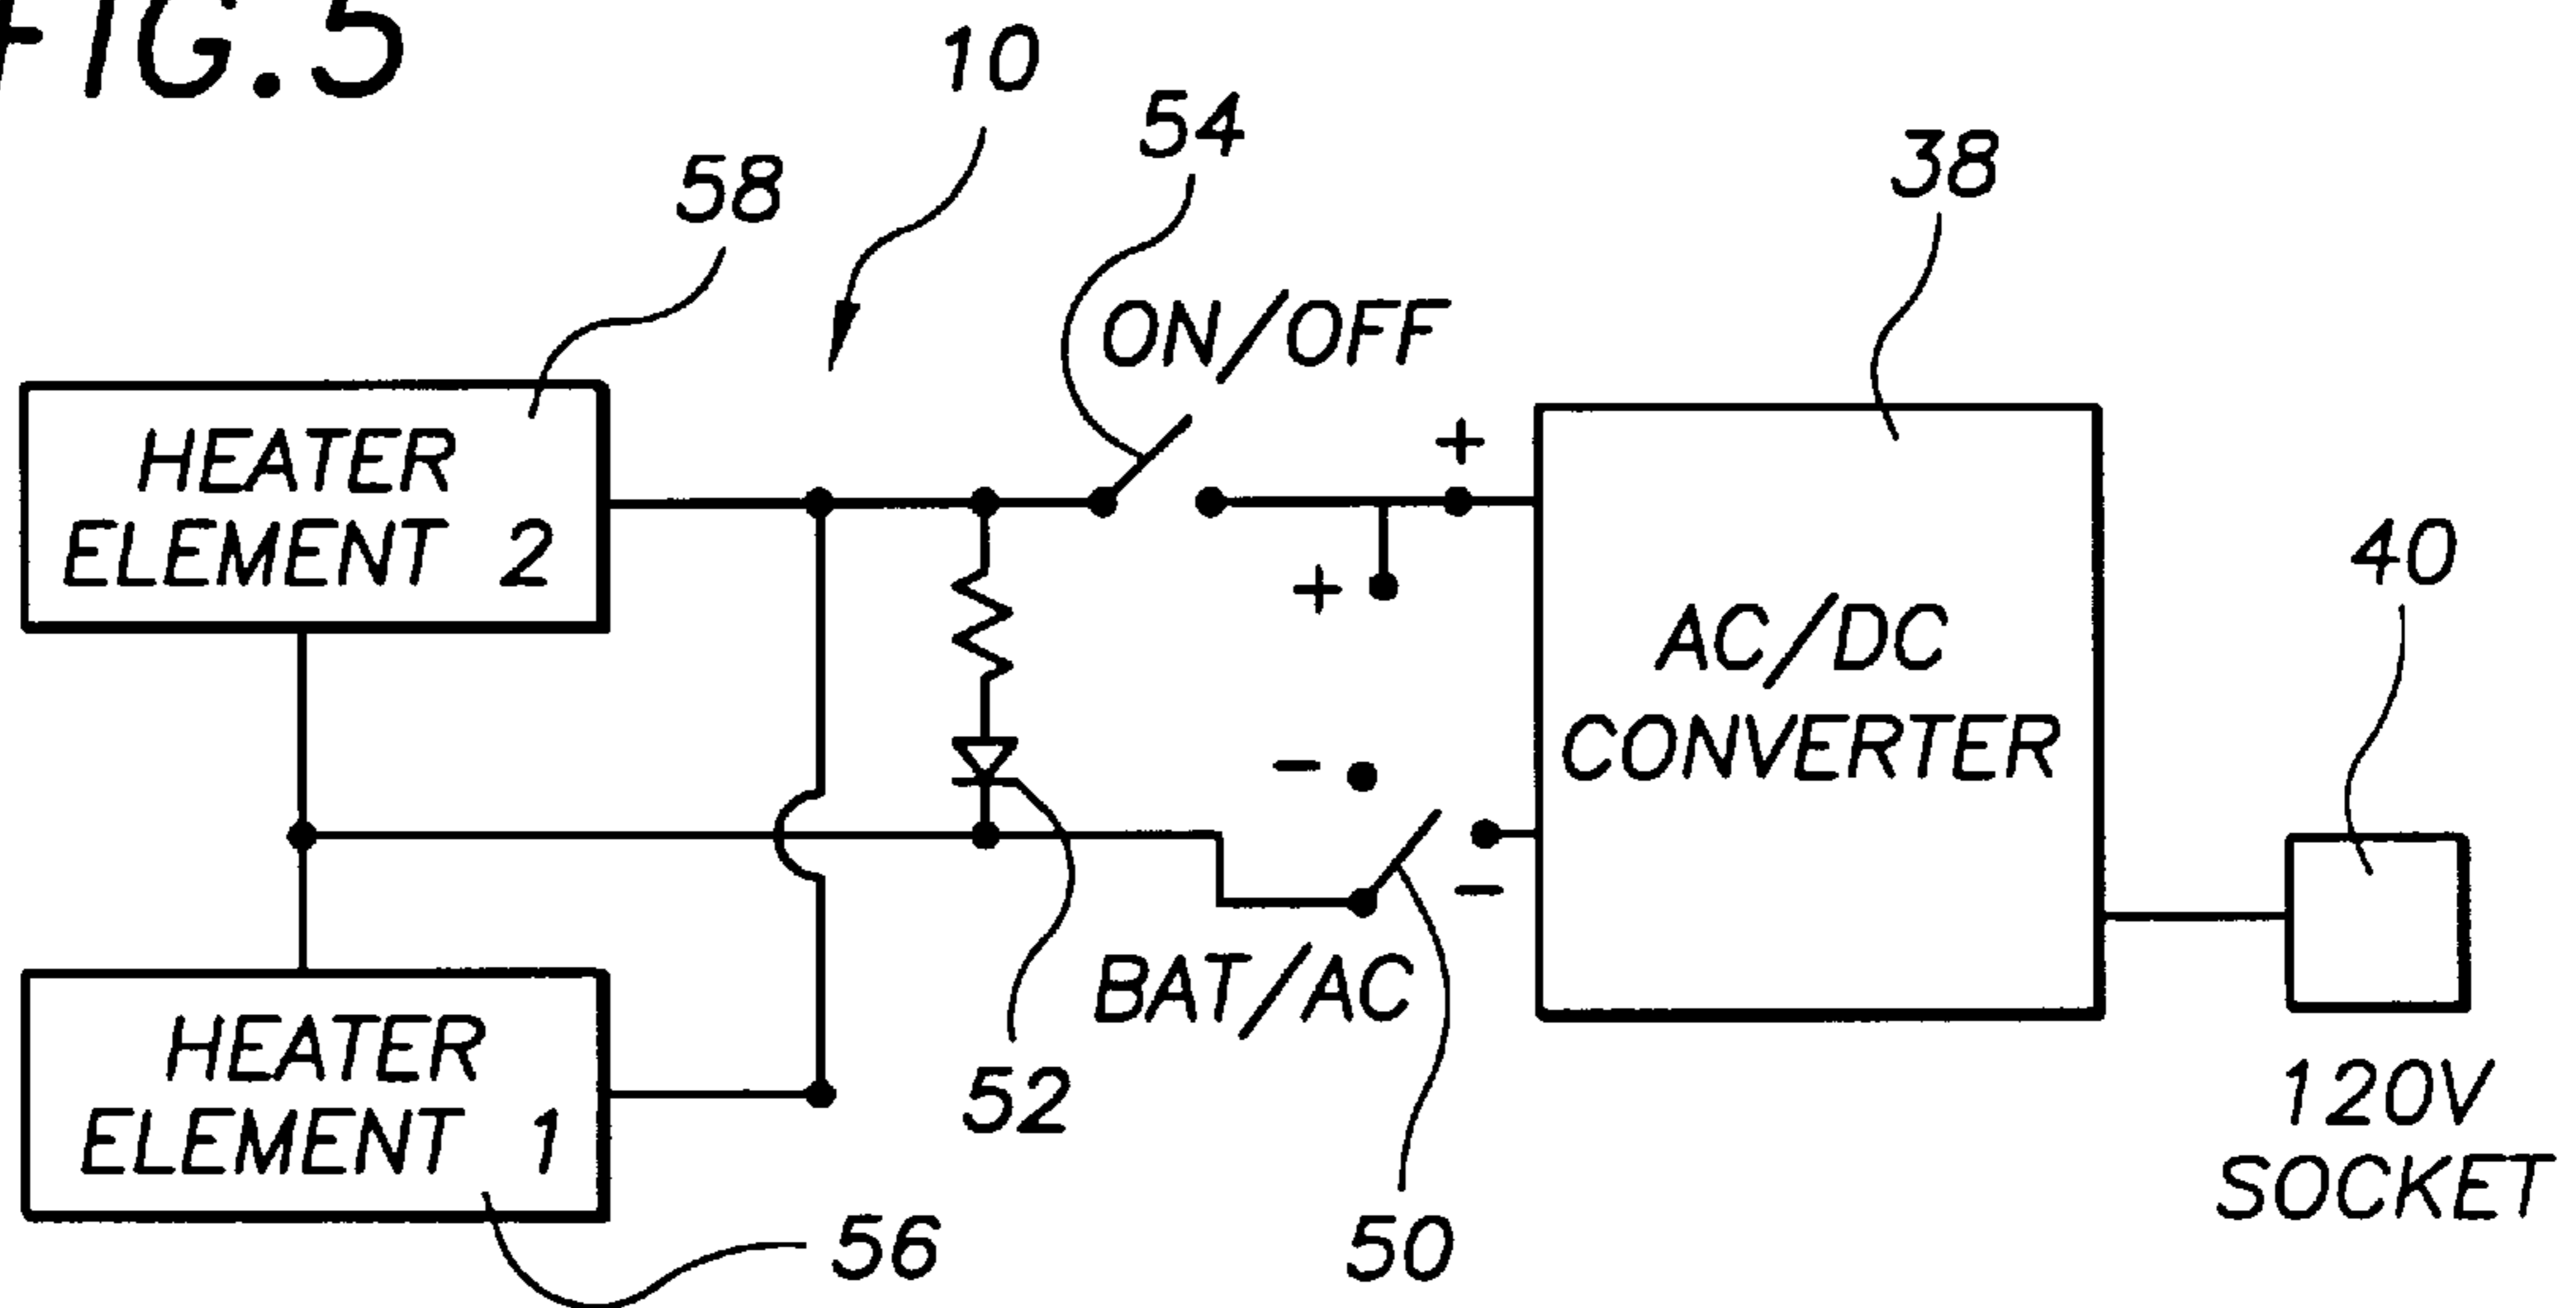 FIG.5
10
54
58
38
ON/OFF
+
HEATER
ELEMENT 2
+
40
AC/DC
CONVERTER
-
-
BAT/AC
HEATER
ELEMENT 1
52
120V
SOCKET
56
50